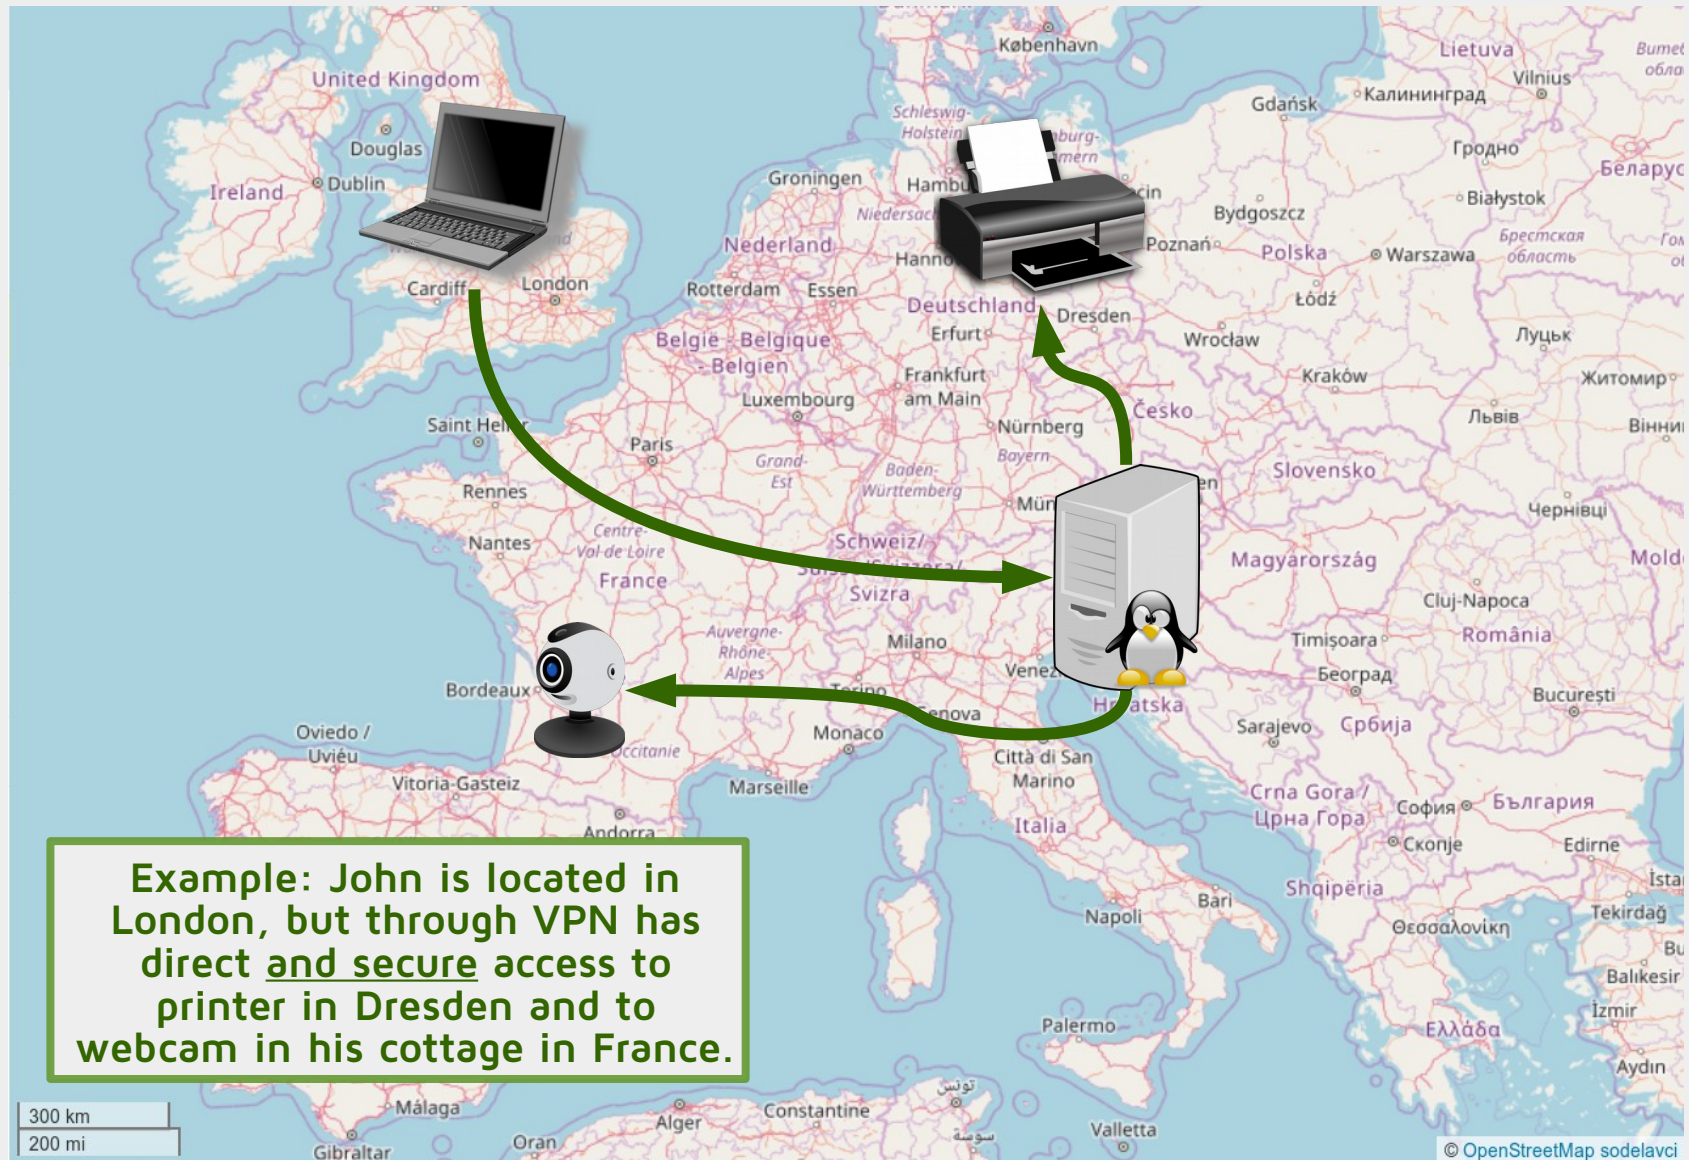 København
Lietuva
United Kingdom
Vilnius
Gdańsk
Калининград
Schleswig-
Holstein
Douglas
Гродно
Беларус
Dublin
Ireland
Groningen
Białystok
Bydgoszcz
Nederland
Poznań
Polska
Warszawa
Брестская
область
Cardiff
London
Rotterdam
Essen
Łódź
Deutschland
Dresden
Erfurt
Wrocław
Луцьк
België - Belgique
- Belgien
Frankfurt
am Main
Kraków
Житомир
Luxembourg
Česko
Львів
Nürnberg
Paris
Grand-
Est
Bayern
Baden-
Württemberg
Slovensko
Rennes
Чернівці
Nantes
Centre-
Val de Loire
Schweiz/
Svizra
France
Magyarország
Cluj-Napoca
Auvergne-
Rhône-
Alpes
Milano
Timișoara
România
Београд
Bordeaux
București
Hrvatska
Sarajevo
Србија
Oviedo /
Uviéu
Occitanie
Monaco
Città di San
Marino
Vitoria-Gasteiz
Marseille
Crna Gora /
Црна Гора
София
България
Andorra
Italia
Скопје
Edirne
Example: John is located in
London, but through VPN has
direct and secure access to
printer in Dresden and to
webcam in his cottage in France.
Shqipëria
Bari
Napoli
Tekirdağ
Θεσσαλονίκη
Balıkesir
İzmir
Palermo
Ελλάδα
Aydın
تونس
Málaga
Alger
Constantine
سوسة
Valletta
Gibraltar
Oran
300 km
200 mi
© OpenStreetMap sodelavci